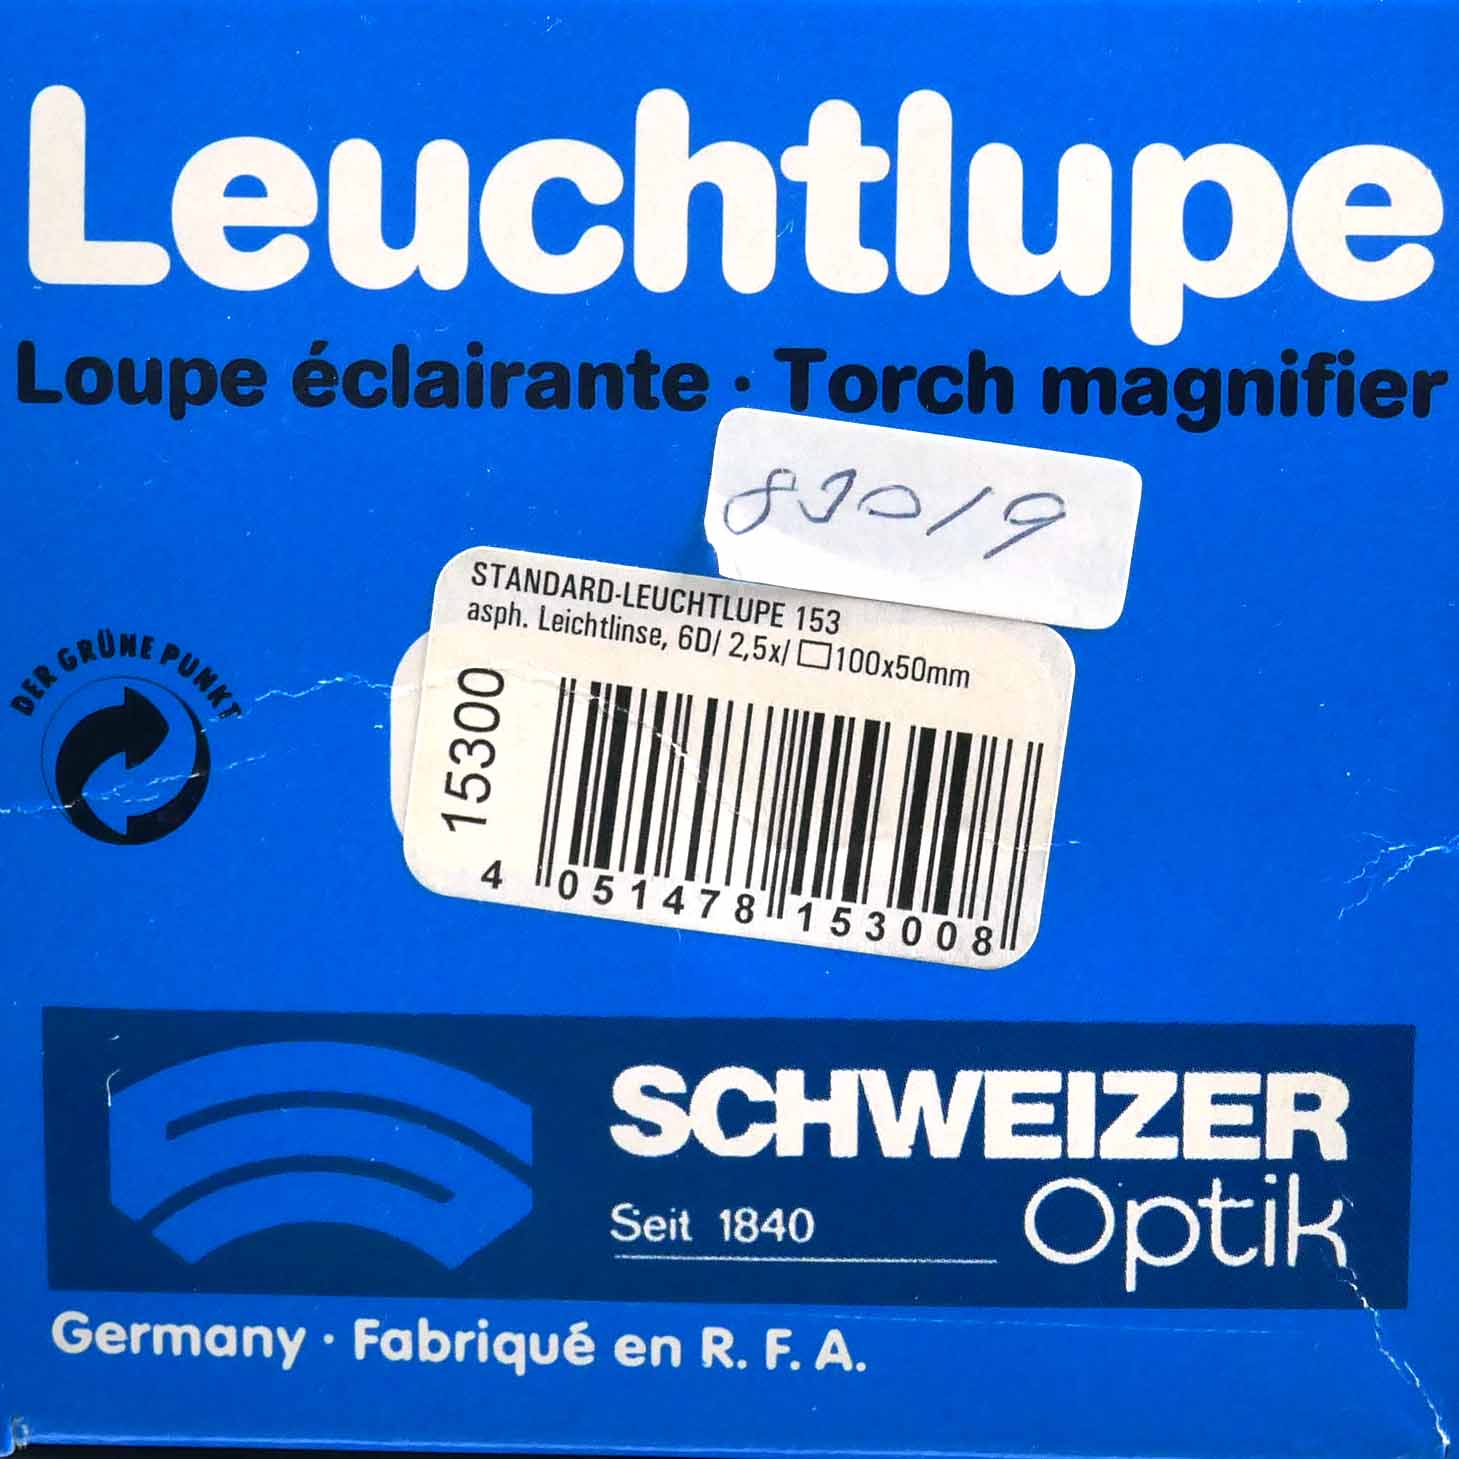 Leuchtlupe
Loupe éclairante · Torch magnifier
STANDARD-LEUCHTLUPE 153
asph. Leichtlinse, 6D/ 2,5x/ 100x50mm
15300
4 051478 153008
DER GRÜNE PUNKT
SCHWEIZER
Optik
Seit 1840
Germany · Fabriqué en R. F. A.